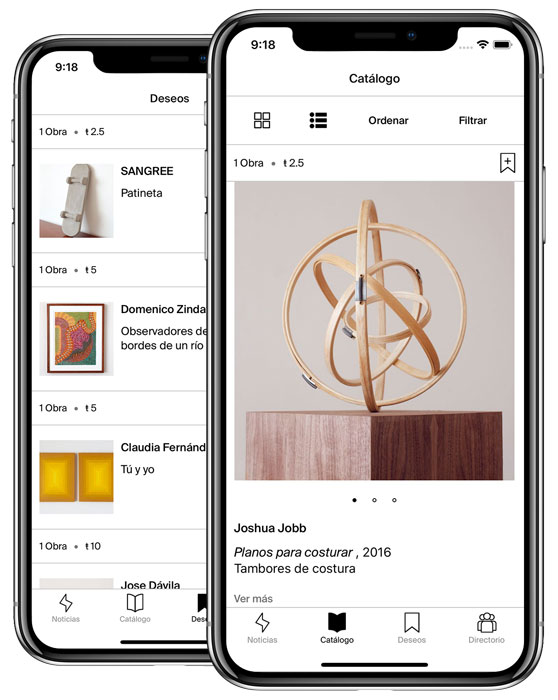 9:18
Deseos
1 Obra • ŧ 2.5
SANGREE
Patineta
1 Obra • ŧ 5
Domenico Zinda
Observadores de
bordes de un río
1 Obra • ŧ 5
Claudia Fernánd
Tú y yo
1 Obra • ŧ 10
Jose Dávila
Noticias
Catálogo
Dese
9:18
Catálogo
Ordenar
Filtrar
1 Obra • ŧ 2.5
Joshua Jobb
Planos para costurar , 2016
Tambores de costura
Ver más
Noticias
Catálogo
Deseos
Directorio